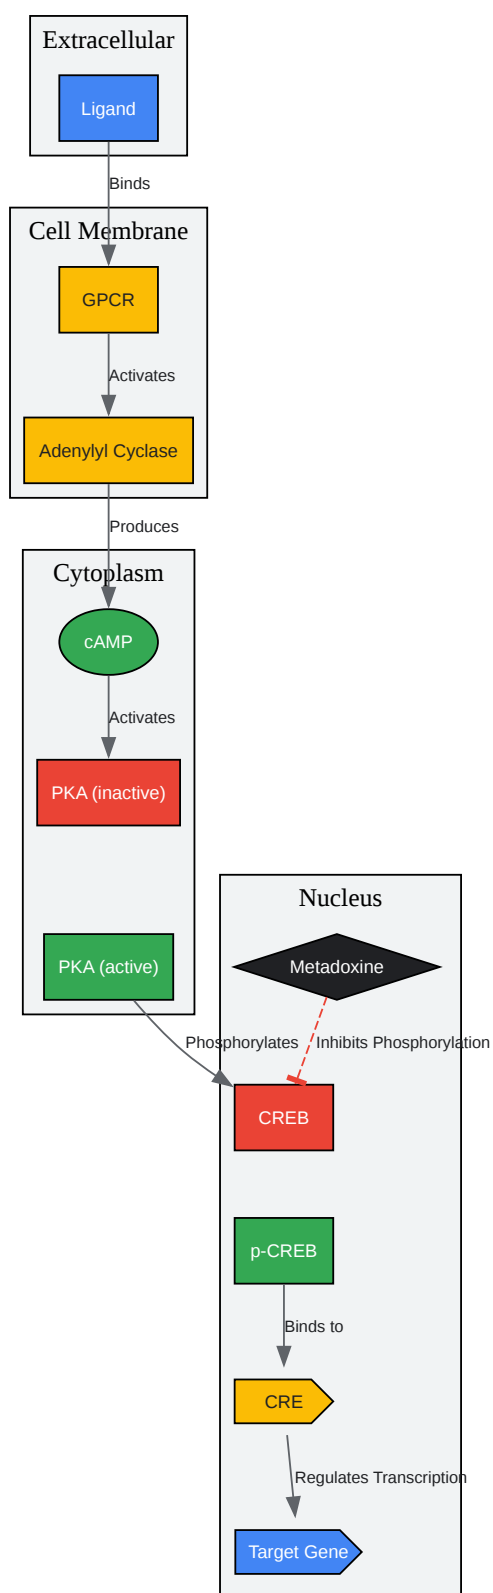 Extracellular
Ligand
Binds
Cell Membrane
GPCR
Activates
Adenylyl Cyclase
Produces
Cytoplasm
cAMP
Activates
PKA (inactive)
PKA (active)
Nucleus
Metadoxine
Phosphorylates
Inhibits Phosphorylation
CREB
p-CREB
Binds to
CRE
Regulates Transcription
Target Gene